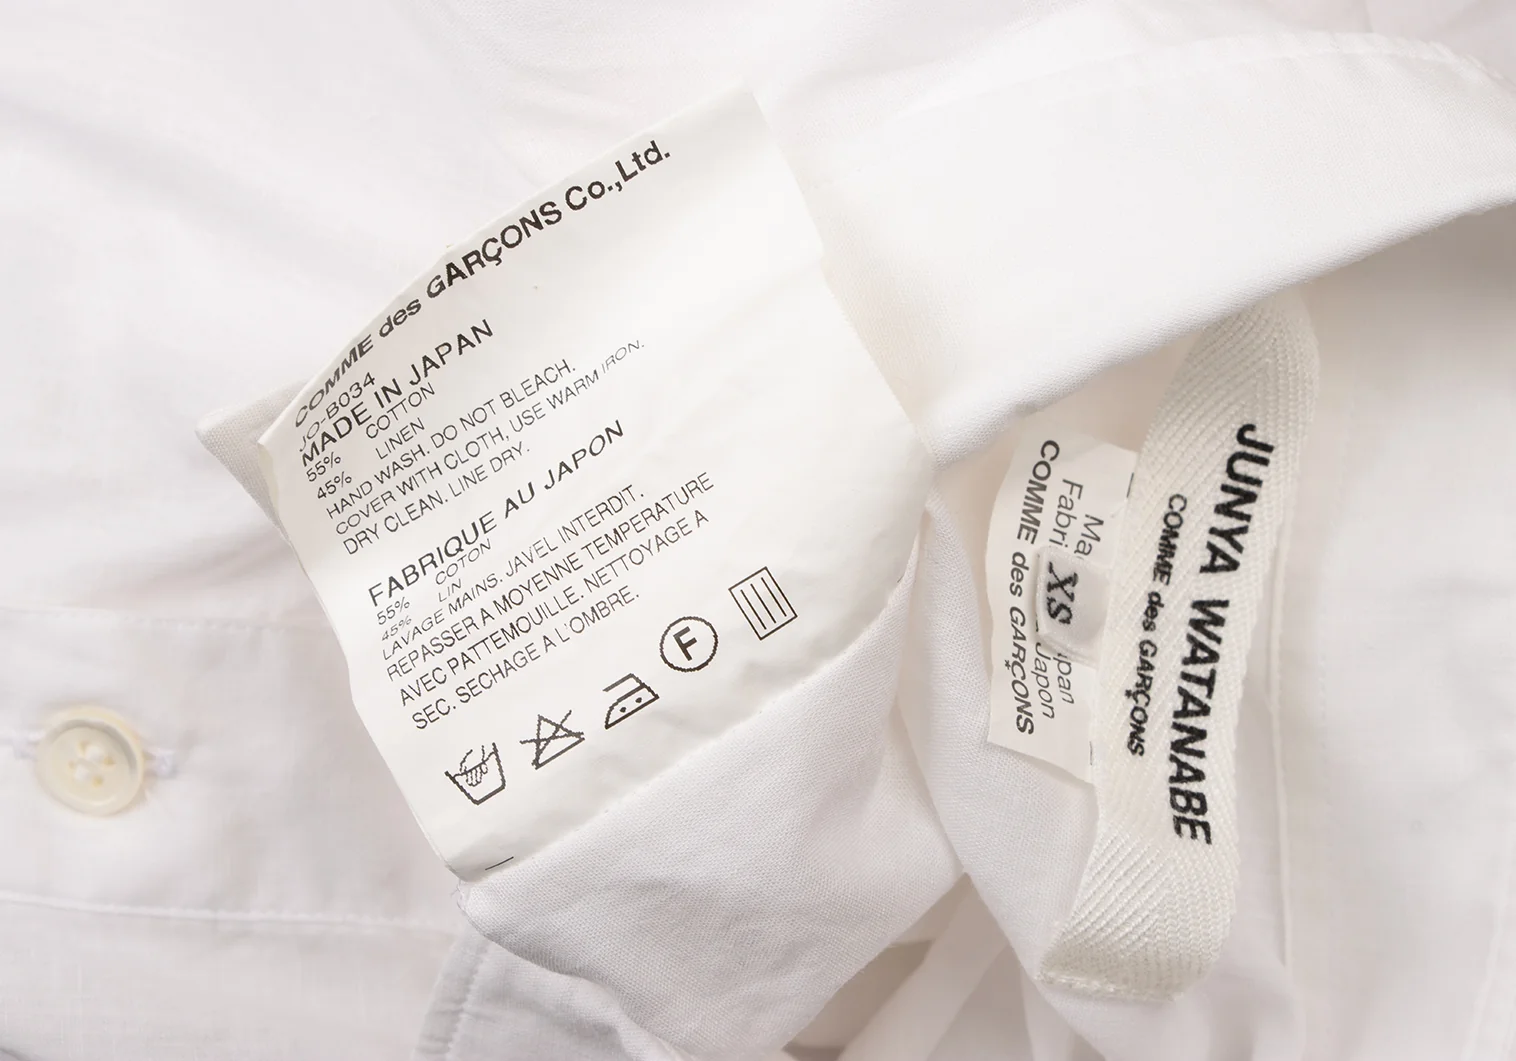 COMME des GARÇONS Co.,Ltd.
JO-B034
MADE IN JAPAN
55% COTTON
45% LINEN
HAND WASH. DO NOT BLEACH.
COVER WITH CLOTH, USE WARM IRON.
DRY CLEAN. LINE DRY.
FABRIQUE AU JAPON
55% COTON
45% LIN
LAVAGE MAINS. JAVEL INTERDIT.
REPASSER A MOYENNE TEMPERATURE
AVEC PATTEMOUILLE. NETTOYAGE A
SEC. SECHAGE A L'OMBRE.
F
JUNYA WATANABE
COMME des GARÇONS
Ma pan
Fabri Japon
XS
COMME des GARÇONS